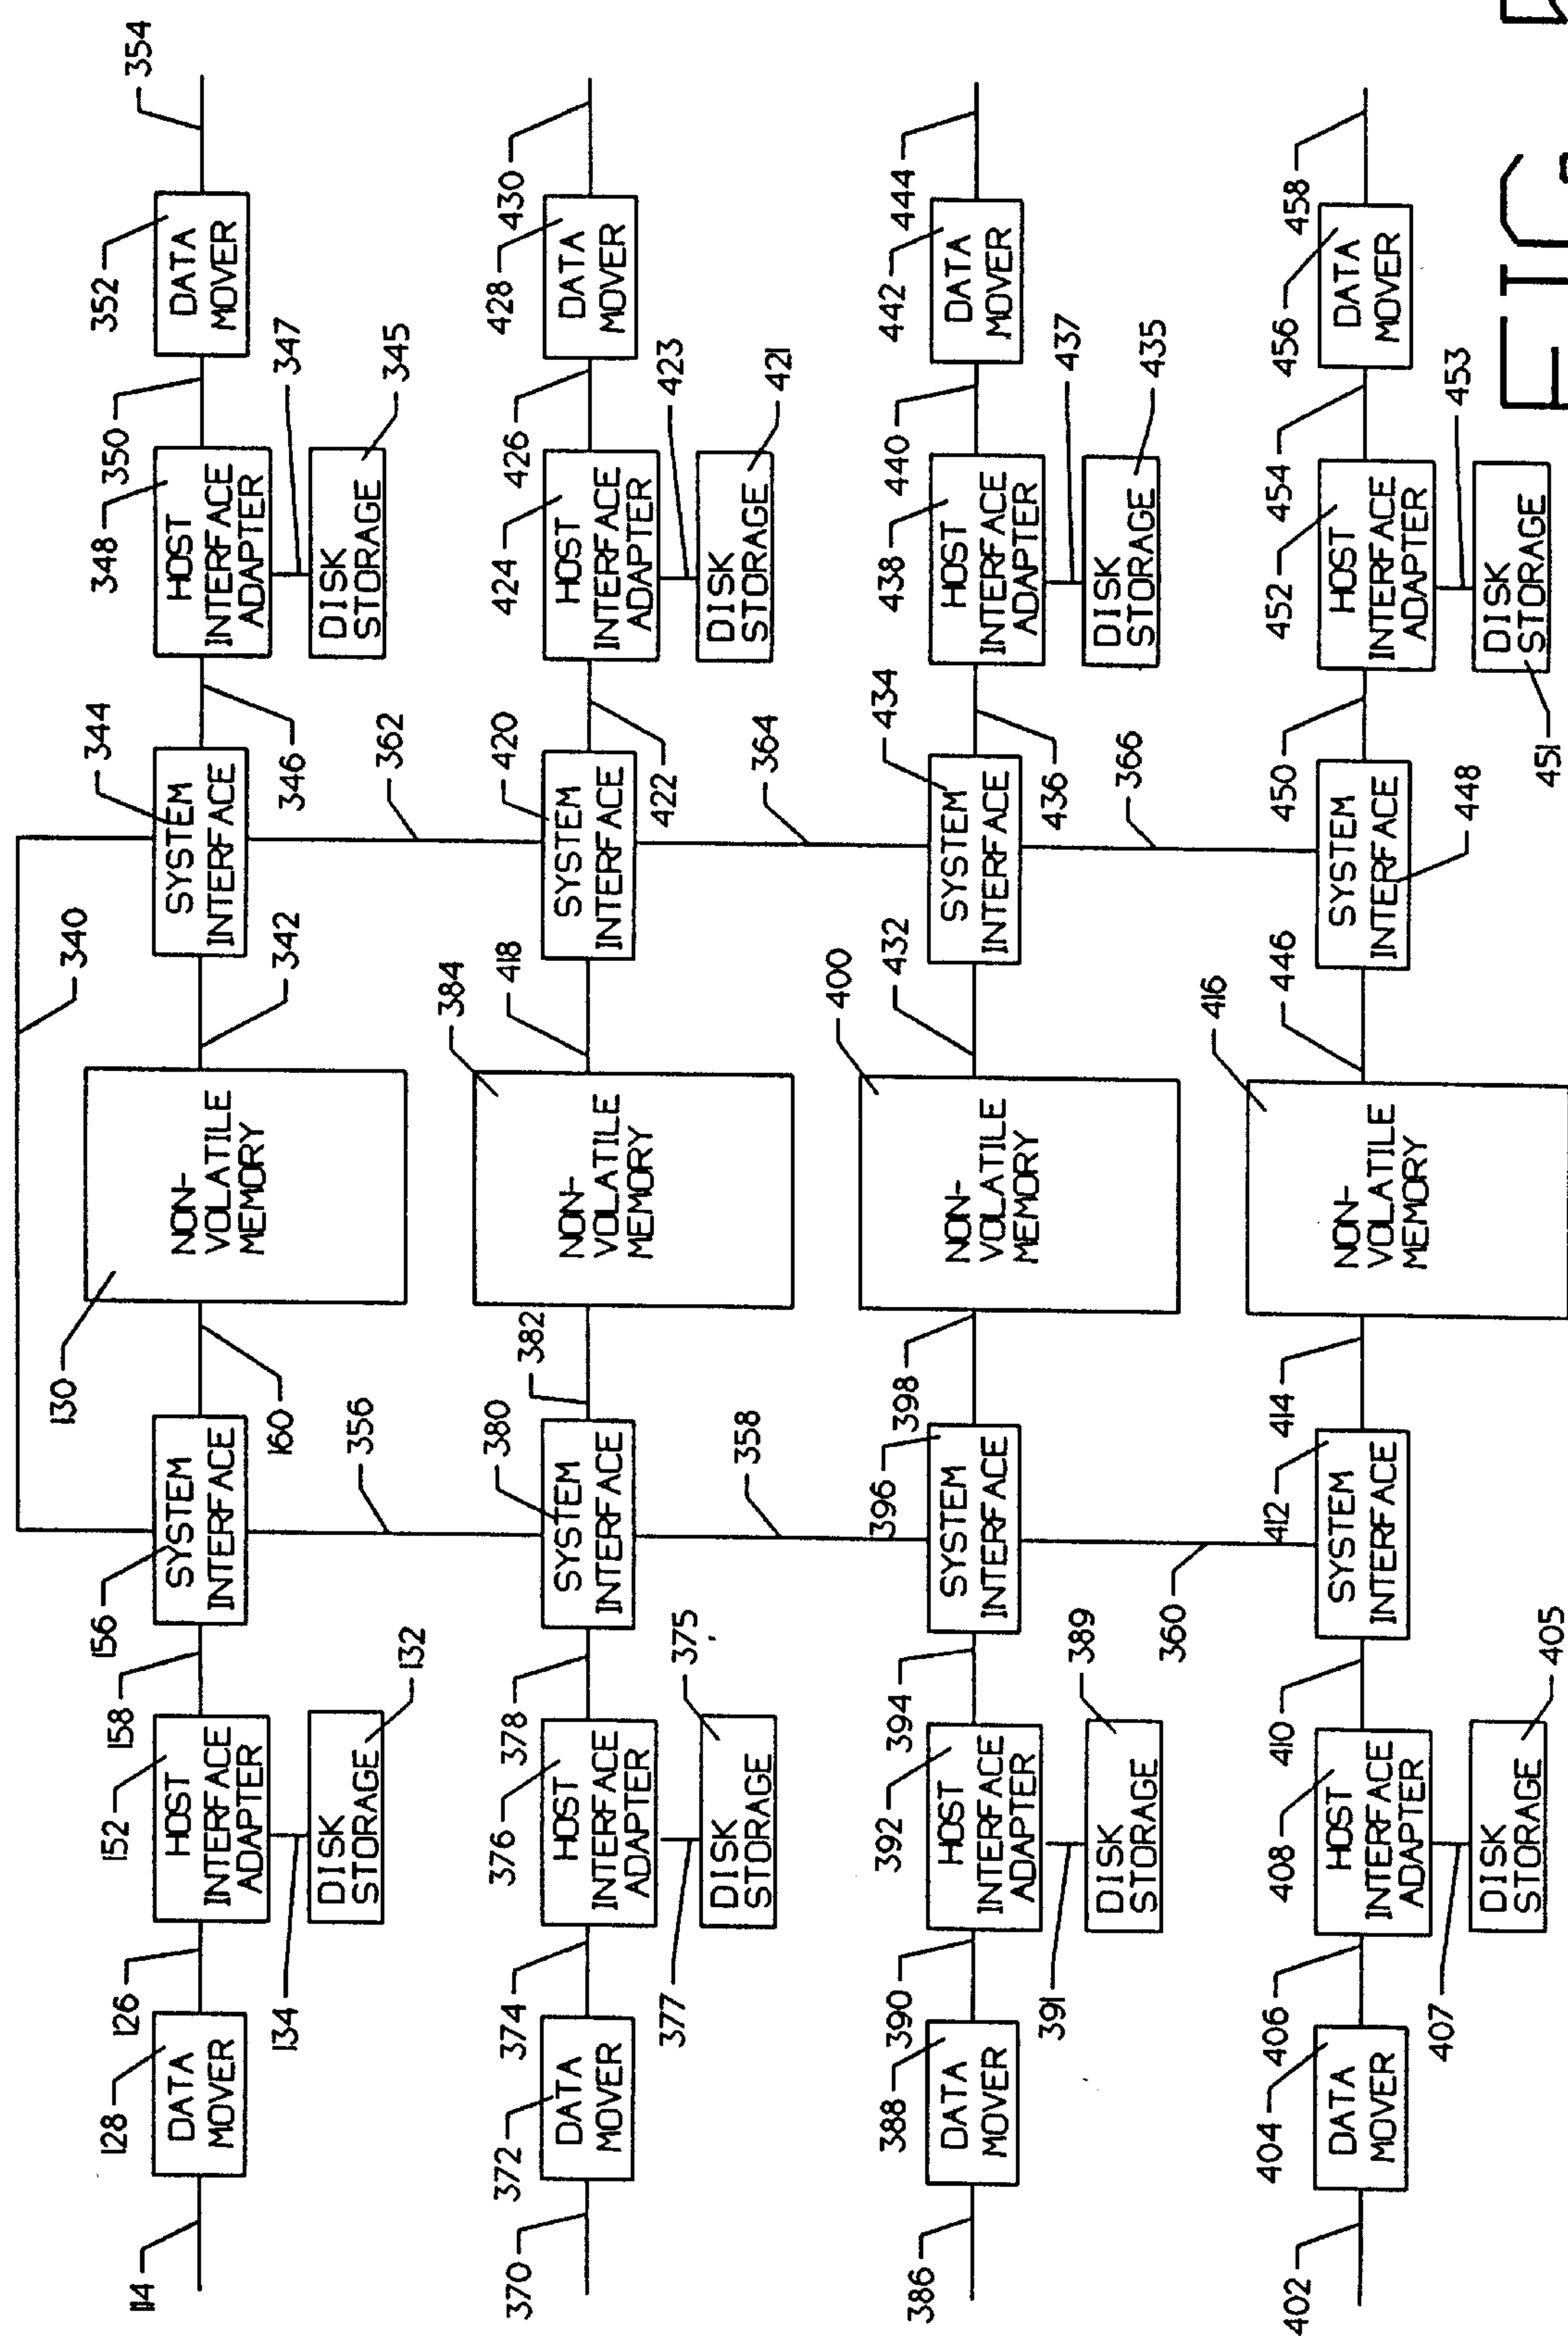 340
114
128
DATA
MOVER
126
152
HOST
INTERFACE
ADAPTER
134
DISK
STORAGE
132
158
156
SYSTEM
INTERFACE
160
130
NON-
VOLATILE
MEMORY
342
344
SYSTEM
INTERFACE
346
348
HOST
INTERFACE
ADAPTER
347
DISK
STORAGE
345
350
352
DATA
MOVER
354
356
362
370
372
DATA
MOVER
374
376
HOST
INTERFACE
ADAPTER
377
DISK
STORAGE
375
378
380
SYSTEM
INTERFACE
382
384
NON-
VOLATILE
MEMORY
418
420
SYSTEM
INTERFACE
422
424
HOST
INTERFACE
ADAPTER
423
DISK
STORAGE
421
426
428
DATA
MOVER
430
358
364
386
388
DATA
MOVER
390
392
HOST
INTERFACE
ADAPTER
391
DISK
STORAGE
389
394
396
SYSTEM
INTERFACE
398
400
NON-
VOLATILE
MEMORY
432
434
SYSTEM
INTERFACE
436
438
HOST
INTERFACE
ADAPTER
437
DISK
STORAGE
435
440
442
DATA
MOVER
444
360
366
402
404
DATA
MOVER
406
408
HOST
INTERFACE
ADAPTER
407
DISK
STORAGE
405
410
412
SYSTEM
INTERFACE
414
416
NON-
VOLATILE
MEMORY
446
448
SYSTEM
INTERFACE
450
452
HOST
INTERFACE
ADAPTER
453
DISK
STORAGE
451
454
456
DATA
MOVER
458
FIG.